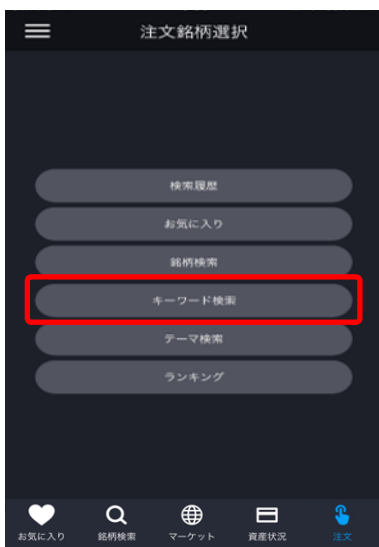 注文銘柄選択
検索履歴
お気に入り
銘柄検索
キーワード検索
テーマ検索
ランキング
お気に入り
銘柄検索
マーケット
資産状況
注文